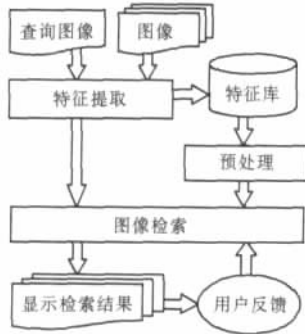 查询图像
图像
特征提取
特征库
预处理
图像检索
显示检索结果
用户反馈